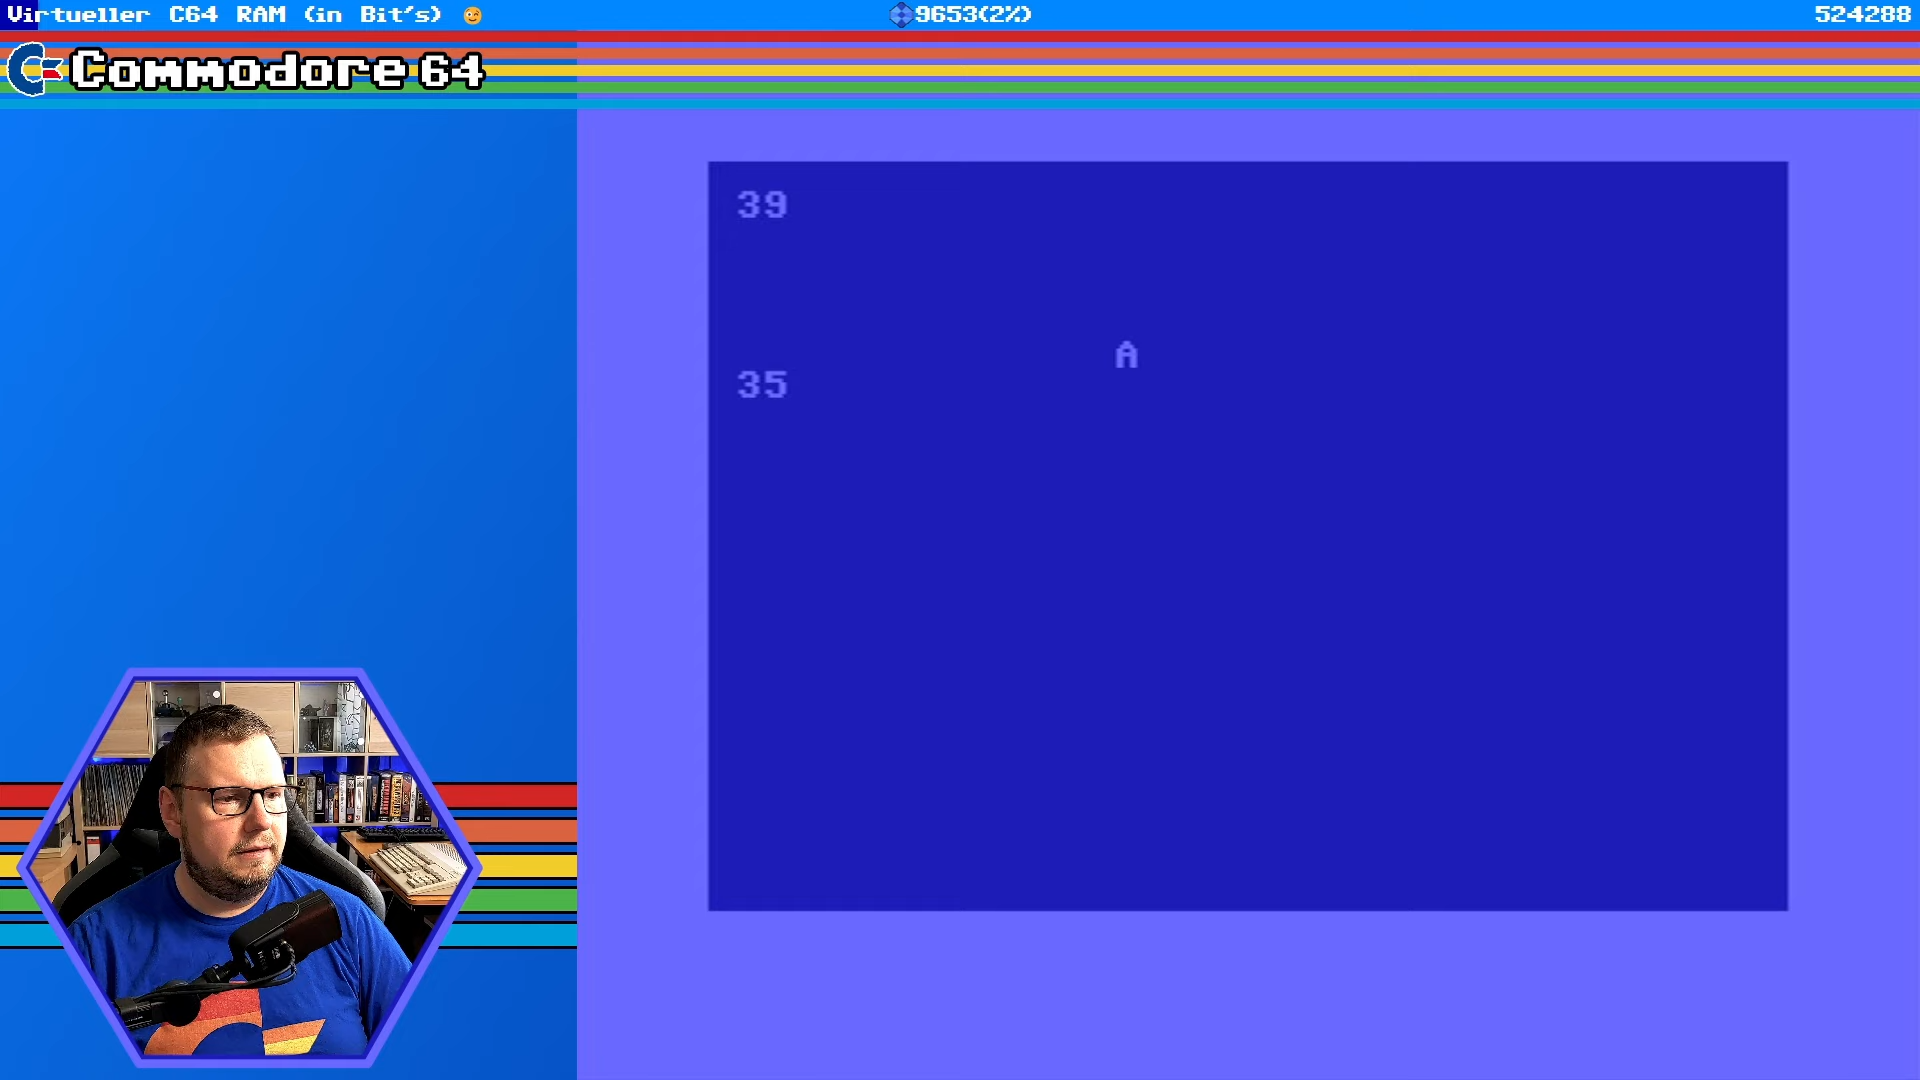 Virtueller C64 RAM (in Bit's) 😉 9653(2%) 524288
Commodore 64
39
A
35